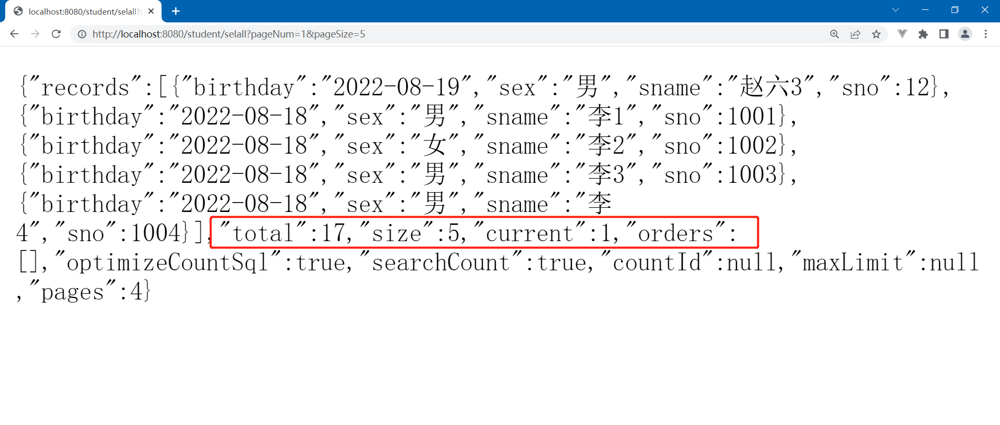 localhost:8080/student/selall?p
http://localhost:8080/student/selall?pageNum=1&pageSize=5
{"records":[{"birthday":"2022-08-19","sex":"男","sname":"赵六3","sno":12},
{"birthday":"2022-08-18","sex":"男","sname":"李1","sno":1001},
{"birthday":"2022-08-18","sex":"女","sname":"李2","sno":1002},
{"birthday":"2022-08-18","sex":"男","sname":"李3","sno":1003},
{"birthday":"2022-08-18","sex":"男","sname":"李
4","sno":1004}],"total":17,"size":5,"current":1,"orders":
[],"optimizeCountSql":true,"searchCount":true,"countId":null,"maxLimit":null
,"pages":4}